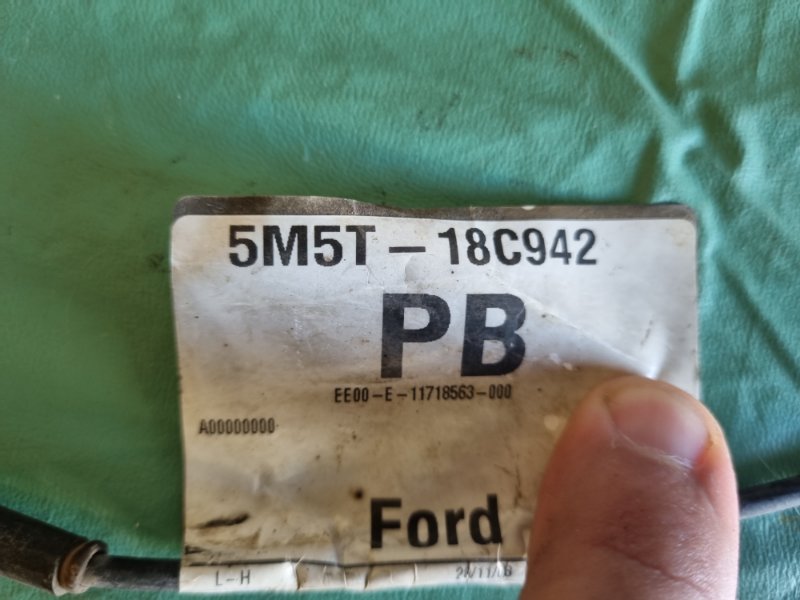 5M5T-18C942
PB
EE00-E-11718563-000
A00000000
Ford
L-H